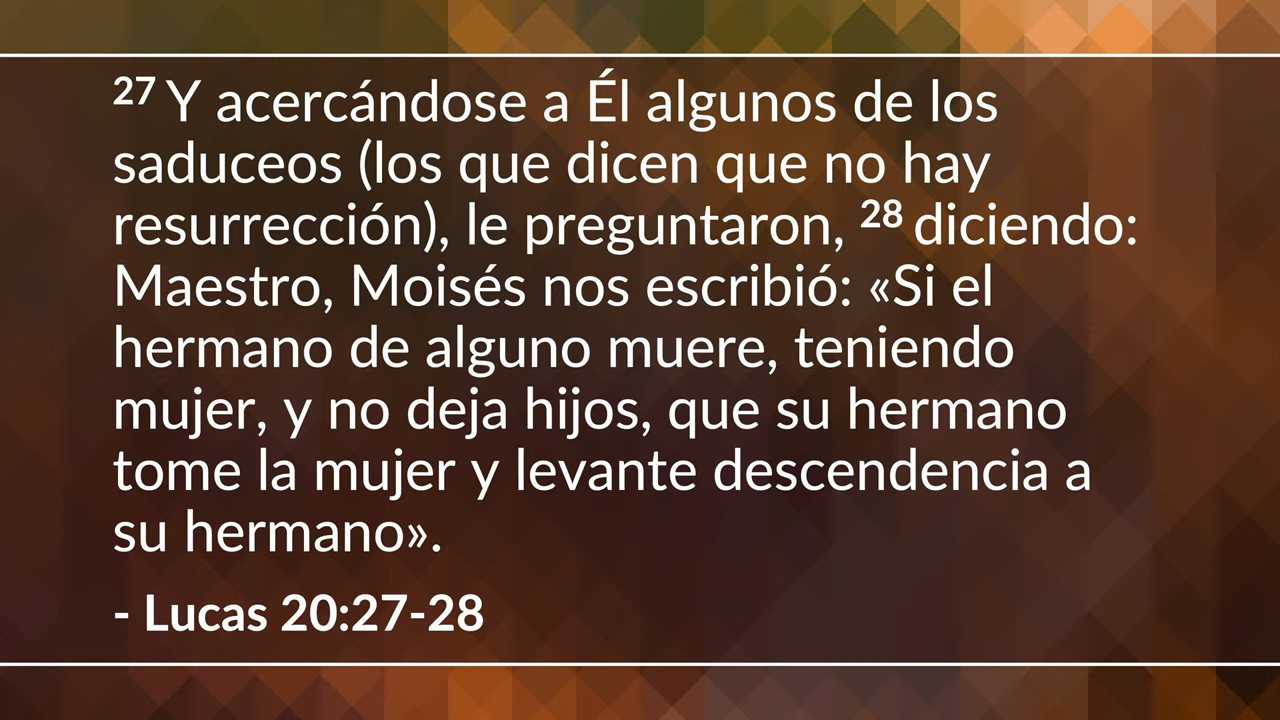 27 Y acercándose a Él algunos de los
saduceos (los que dicen que no hay
resurrección), le preguntaron, 28 diciendo:
Maestro, Moisés nos escribió: «Si el
hermano de alguno muere, teniendo
mujer, y no deja hijos, que su hermano
tome la mujer y levante descendencia a
su hermano».
- Lucas 20:27-28